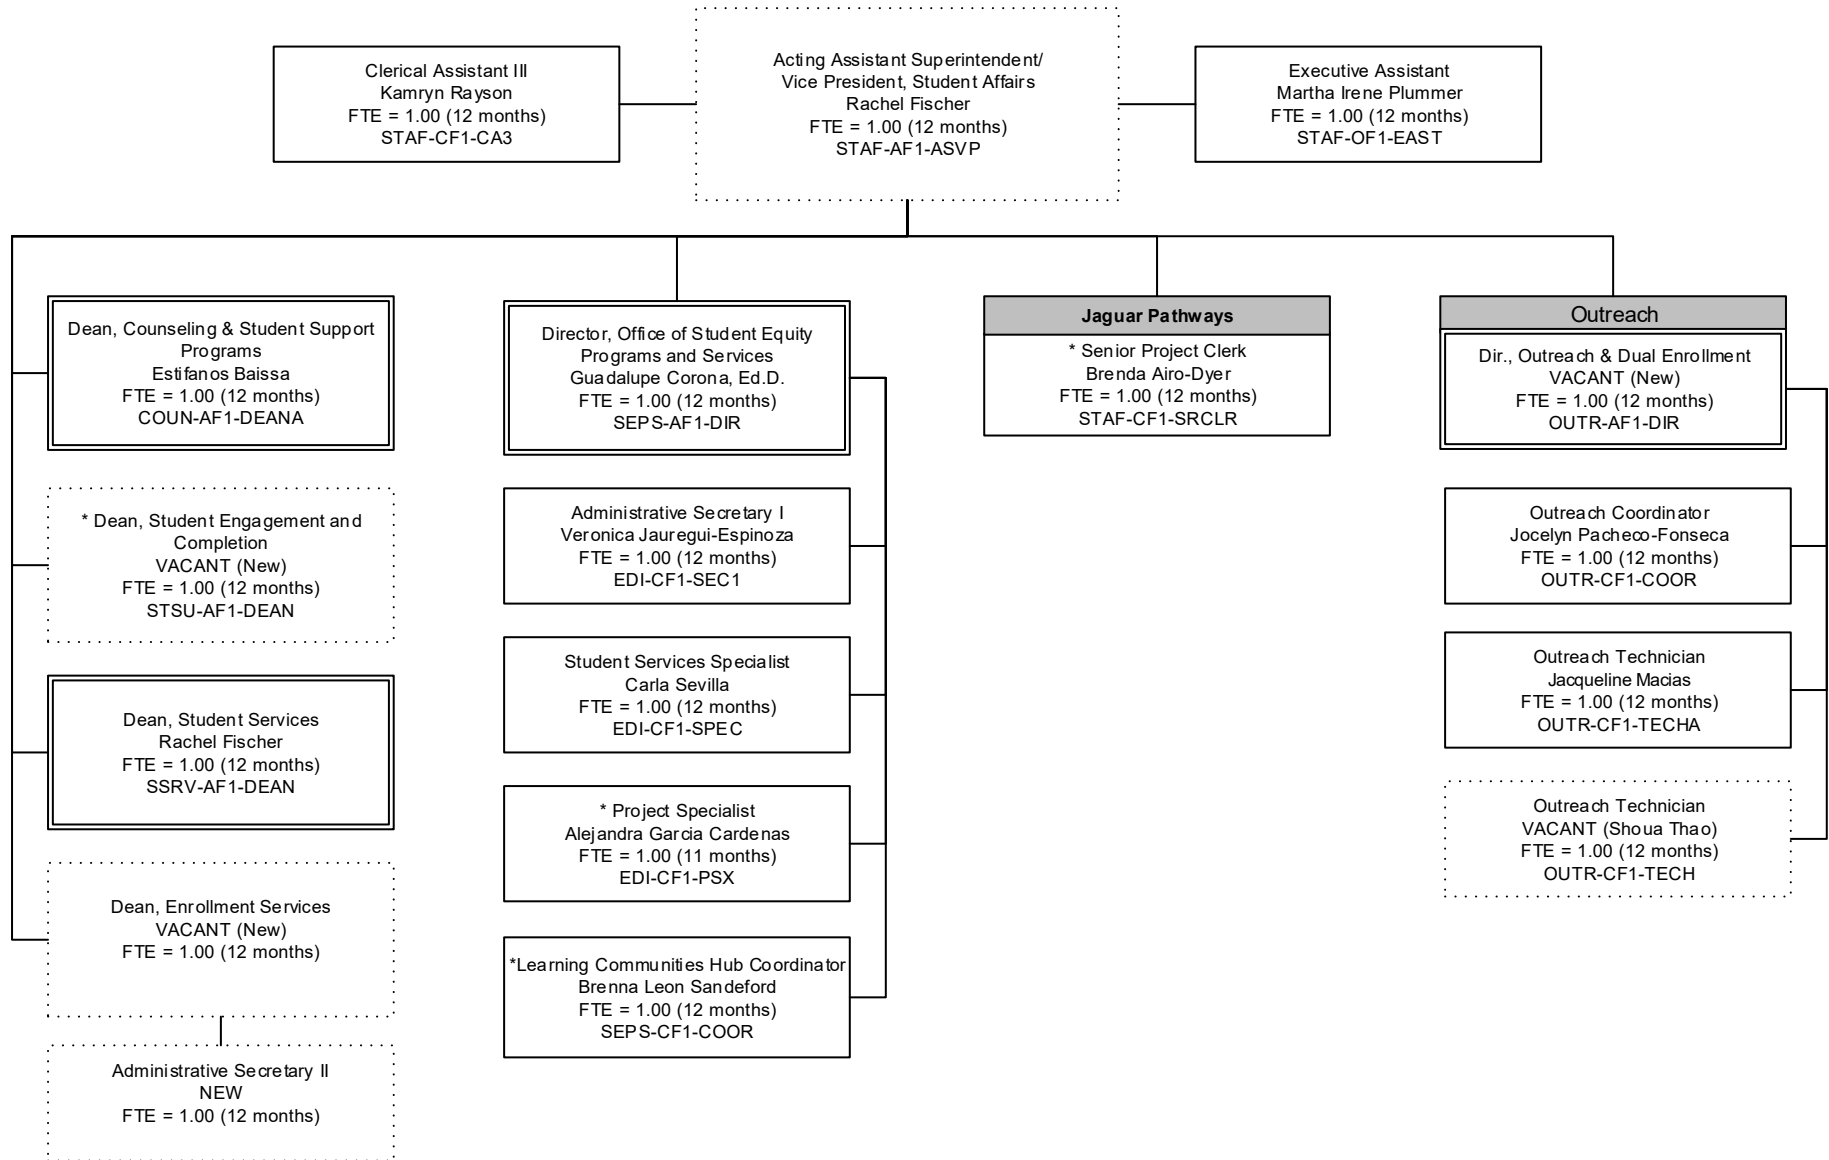 Clerical Assistant III
Kamryn Rayson
FTE = 1.00 (12 months)
STAF-CF1-CA3
Acting Assistant Superintendent/
Vice President, Student Affairs
Rachel Fischer
FTE = 1.00 (12 months)
STAF-AF1-ASVP
Executive Assistant
Martha Irene Plummer
FTE = 1.00 (12 months)
STAF-OF1-EAST
Dean, Counseling & Student Support
Programs
Estifanos Baissa
FTE = 1.00 (12 months)
COUN-AF1-DEANA
* Dean, Student Engagement and
Completion
VACANT (New)
FTE = 1.00 (12 months)
STSU-AF1-DEAN
Dean, Student Services
Rachel Fischer
FTE = 1.00 (12 months)
SSRV-AF1-DEAN
Dean, Enrollment Services
VACANT (New)
FTE = 1.00 (12 months)
Administrative Secretary II
NEW
FTE = 1.00 (12 months)
Director, Office of Student Equity
Programs and Services
Guadalupe Corona, Ed.D.
FTE = 1.00 (12 months)
SEPS-AF1-DIR
Administrative Secretary I
Veronica Jauregui-Espinoza
FTE = 1.00 (12 months)
EDI-CF1-SEC1
Student Services Specialist
Carla Sevilla
FTE = 1.00 (12 months)
EDI-CF1-SPEC
* Project Specialist
Alejandra Garcia Cardenas
FTE = 1.00 (11 months)
EDI-CF1-PSX
*Learning Communities Hub Coordinator
Brenna Leon Sandeford
FTE = 1.00 (12 months)
SEPS-CF1-COOR
Jaguar Pathways
* Senior Project Clerk
Brenda Airo-Dyer
FTE = 1.00 (12 months)
STAF-CF1-SRCLR
Outreach
Dir., Outreach & Dual Enrollment
VACANT (New)
FTE = 1.00 (12 months)
OUTR-AF1-DIR
Outreach Coordinator
Jocelyn Pacheco-Fonseca
FTE = 1.00 (12 months)
OUTR-CF1-COOR
Outreach Technician
Jacqueline Macias
FTE = 1.00 (12 months)
OUTR-CF1-TECHA
Outreach Technician
VACANT (Shoua Thao)
FTE = 1.00 (12 months)
OUTR-CF1-TECH